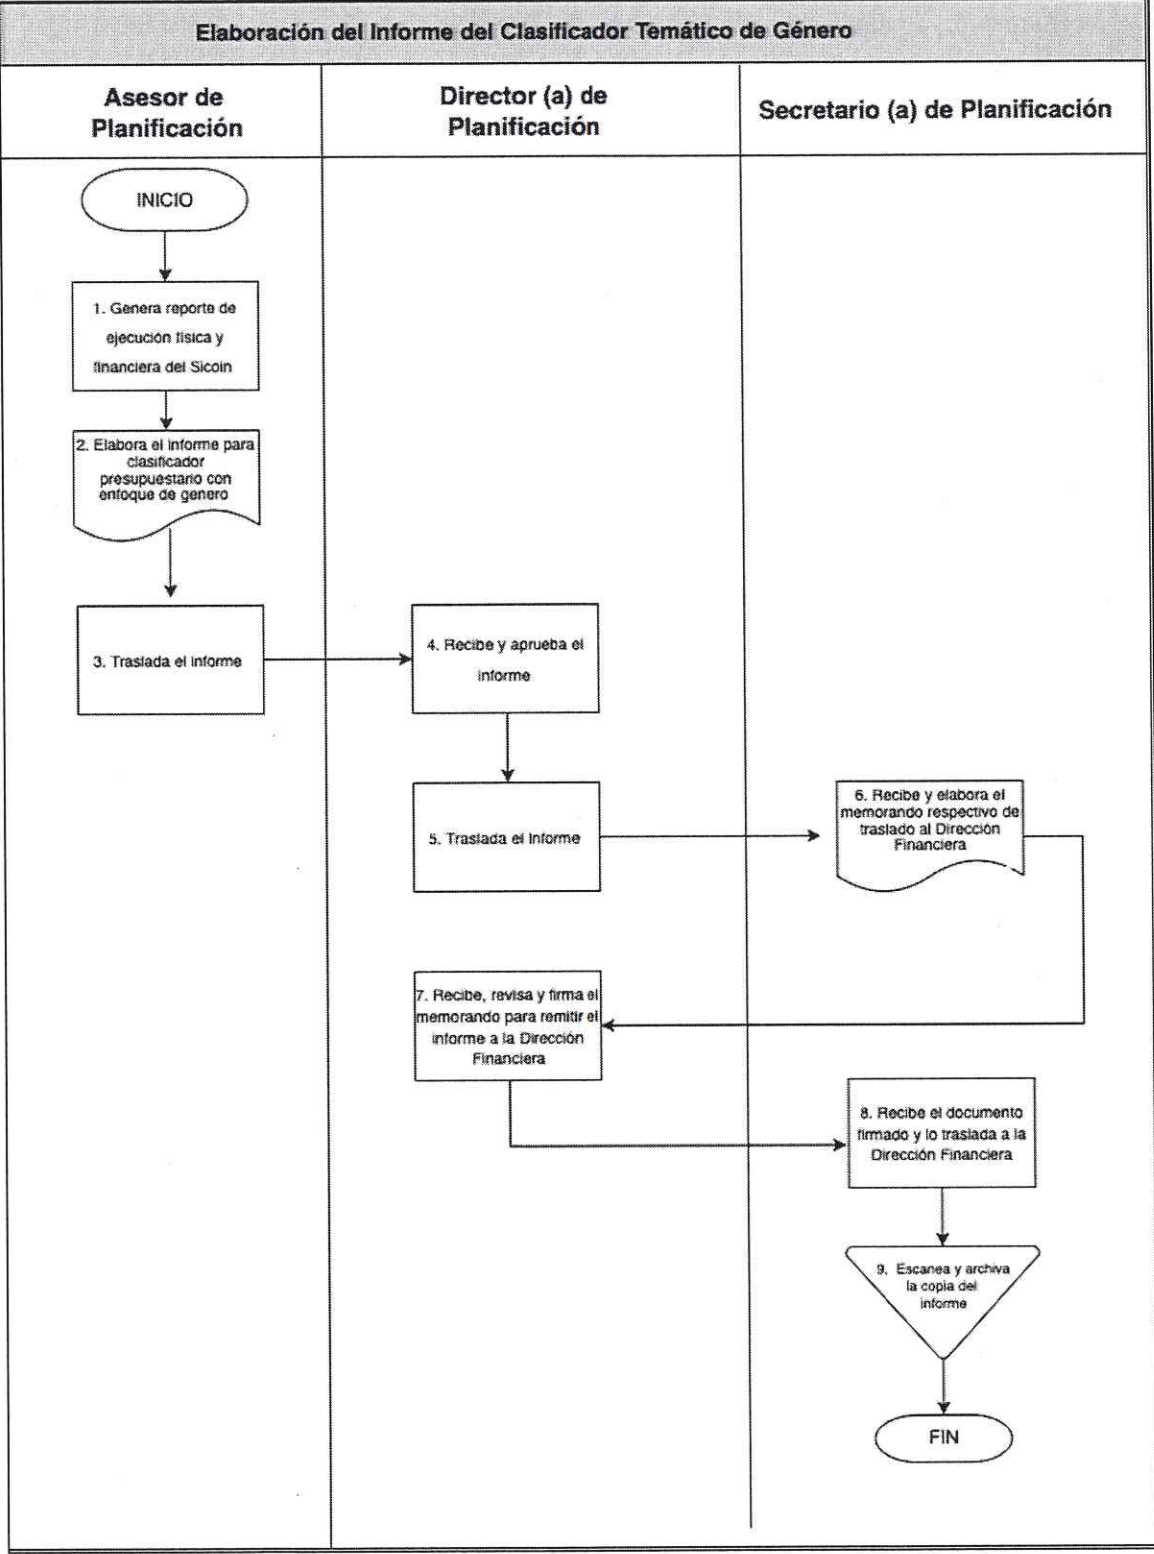 Elaboración del Informe del Clasificador Temático de Género
Asesor de
Planificación
Director (a) de
Planificación
Secretario (a) de Planificación
INICIO
1. Genera reporte de
ejecución física y
financiera del Sicoin
2. Elabora el informe para
clasificador
presupuestario con
enfoque de genero
3. Traslada el informe
4. Recibe y aprueba el
informe
5. Traslada el Informe
6. Recibe y elabora el
memorando respectivo de
traslado al Dirección
Financiera
7. Recibe, revisa y firma el
memorando para remitir el
informe a la Dirección
Financiera
8. Recibe el documento
firmado y lo traslada a la
Dirección Financiera
9. Escanea y archiva
la copia del
informe
FIN